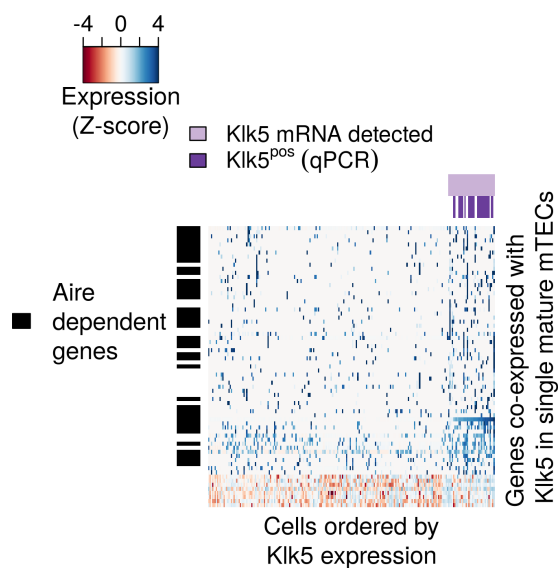 -4 0 4
Expression
(Z-score)
Klk5 mRNA detected
Klk5pos (qPCR)
Aire
dependent
genes
Genes co-expressed with
Klk5 in single mature mTECs
Cells ordered by
Klk5 expression